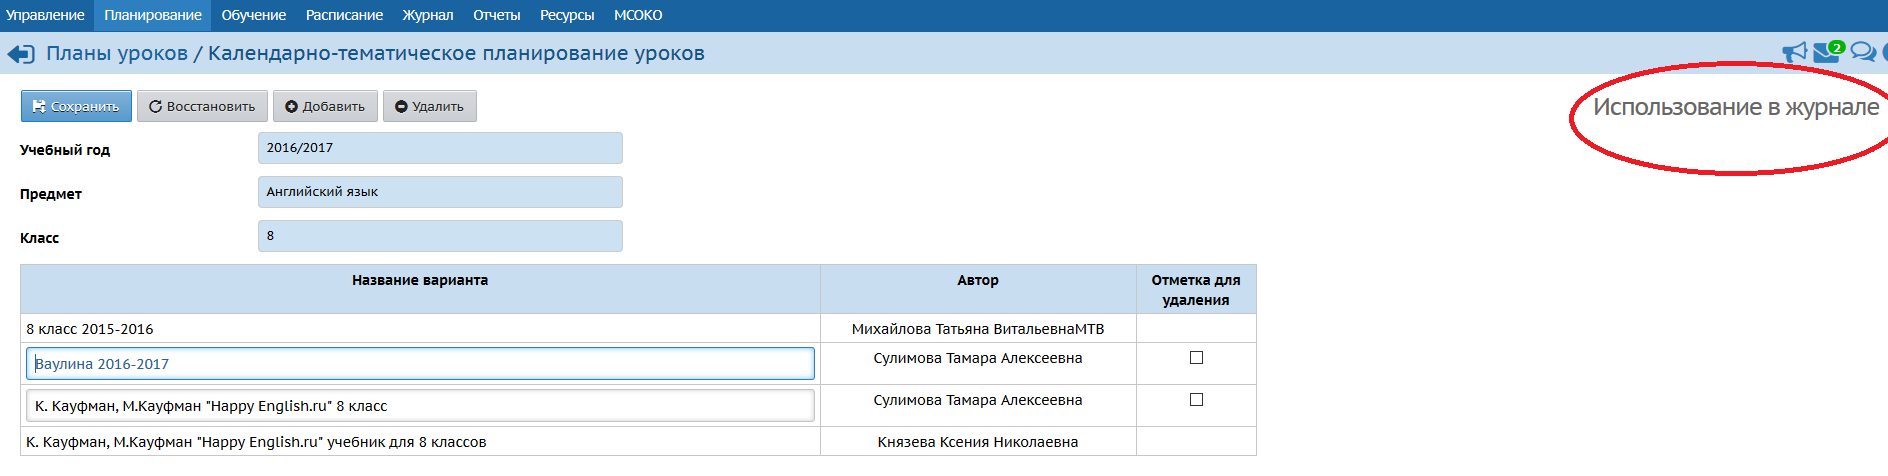 Управление Планирование Обучение Расписание Журнал Отчеты Ресурсы МСОКО
Планы уроков / Календарно-тематическое планирование уроков 2
Сохранить Восстановить Добавить Удалить Использование в журнале
Учебный год 2016/2017
Предмет Английский язык
Класс 8
Название варианта Автор Отметка для
удаления
8 класс 2015-2016 Михайлова Татьяна ВитальевнаМТВ
Ваулина 2016-2017 Сулимова Тамара Алексеевна
К. Кауфман, М.Кауфман "Happy English.ru" 8 класс Сулимова Тамара Алексеевна
К. Кауфман, М.Кауфман "Happy English.ru" учебник для 8 классов Князева Ксения Николаевна